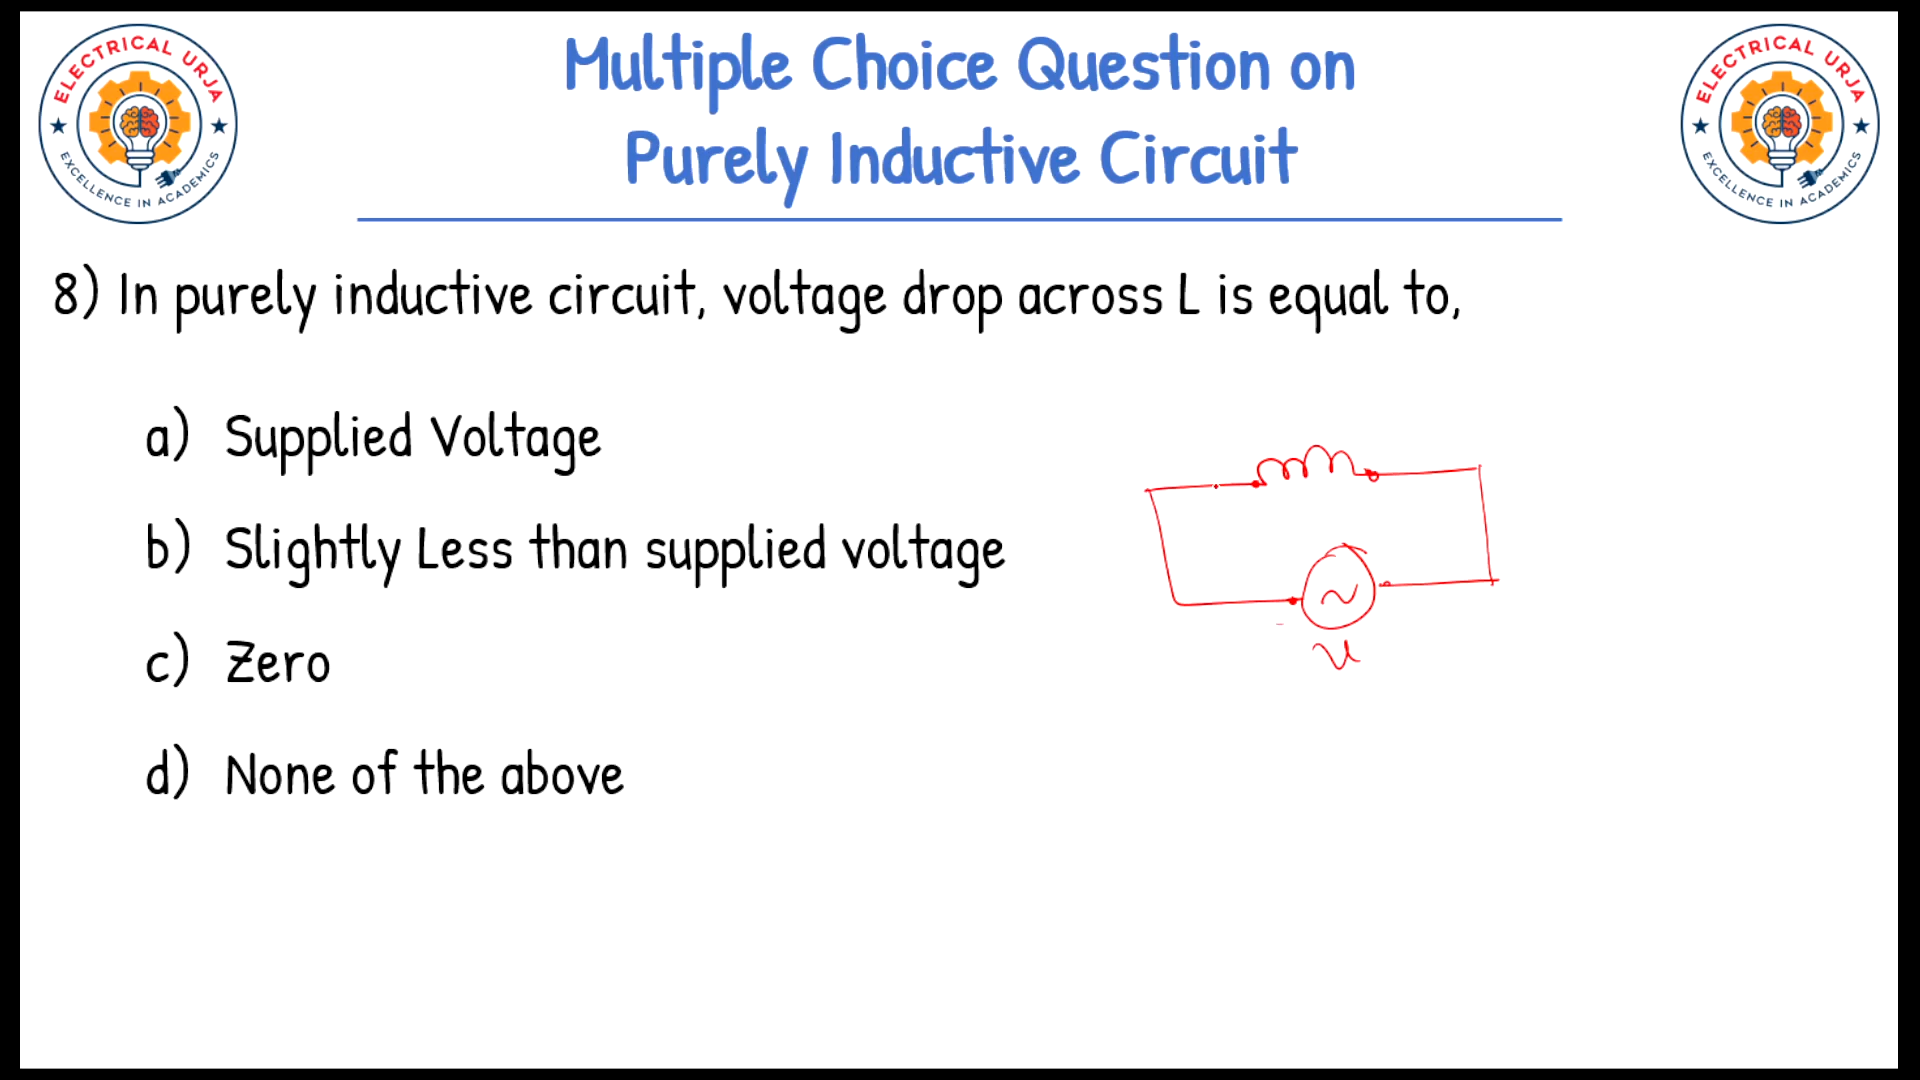 ELECTRICAL URJA
EXCELLENCE IN ACADEMICS
Multiple Choice Question on
Purely Inductive Circuit
ELECTRICAL URJA
EXCELLENCE IN ACADEMICS
8) In purely inductive circuit, voltage drop across L is equal to,
a) Supplied Voltage
b) Slightly Less than supplied voltage
c) Zero
d) None of the above